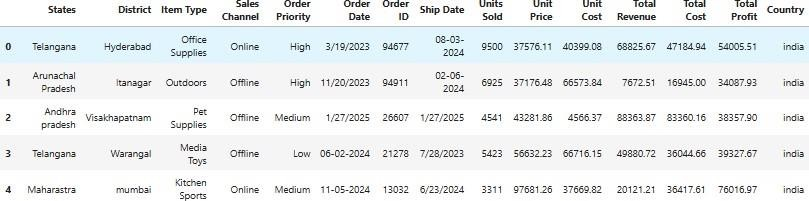 States District Item Type Sales Channel Order Priority Order Date Order ID Ship Date Units Sold Unit Price Unit Cost Total Revenue Total Cost Total Profit Country
0 Telangana Hyderabad Office Supplies Online High 3/19/2023 94677 08-03-2024 9500 37576.11 40399.08 68825.67 47184.94 54005.51 india
1 Arunachal Pradesh Itanagar Outdoors Offline High 11/20/2023 94911 02-06-2024 6925 37176.48 66573.84 7672.51 16945.00 34087.93 india
2 Andhra pradesh Visakhapatnam Pet Supplies Offline Medium 1/27/2025 26607 1/27/2025 4541 43281.86 4566.37 88363.87 83360.16 38357.90 india
3 Telangana Warangal Media Toys Offline Low 06-02-2024 21278 7/28/2023 5423 56632.23 66716.15 49880.72 36044.66 39327.67 india
4 Maharastra mumbai Kitchen Sports Online Medium 11-05-2024 13032 6/23/2024 3311 97681.26 37669.82 20121.21 36417.61 76016.97 india